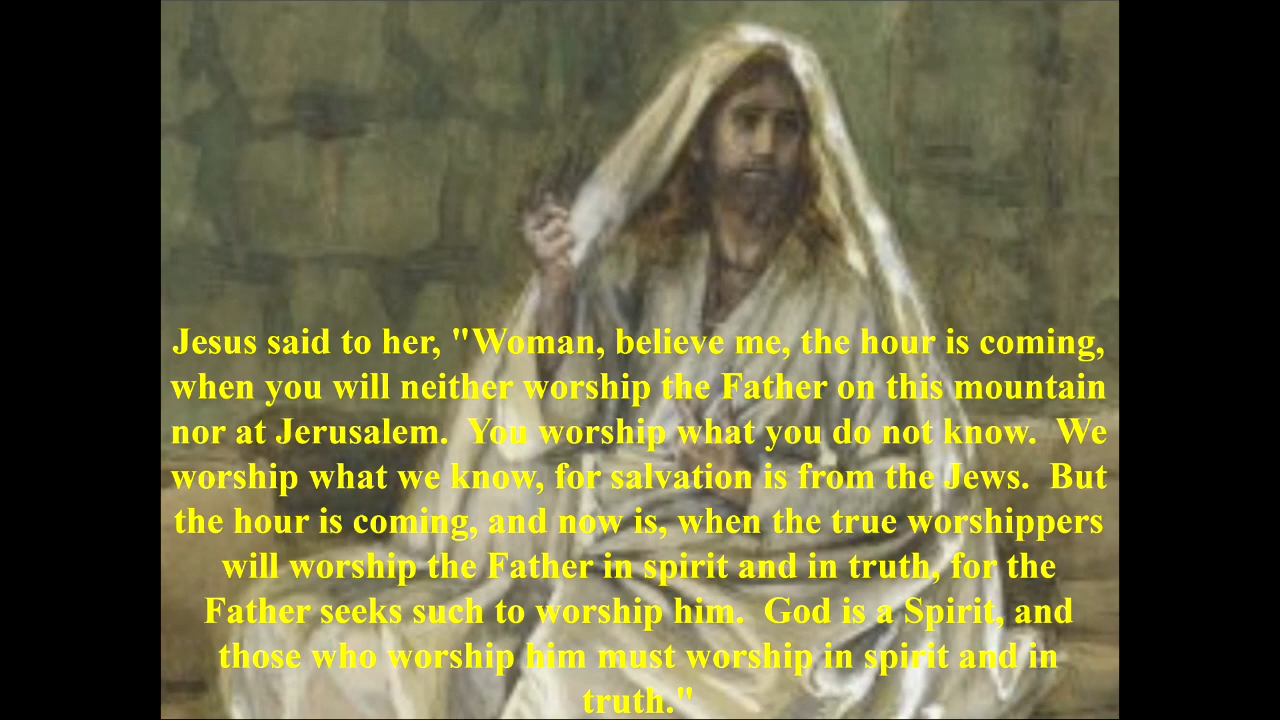 Jesus said to her, "Woman, believe me, the hour is coming,
when you will neither worship the Father on this mountain
nor at Jerusalem.  You worship what you do not know.  We
worship what we know, for salvation is from the Jews.  But
the hour is coming, and now is, when the true worshippers
will worship the Father in spirit and in truth, for the
Father seeks such to worship him.  God is a Spirit, and
those who worship him must worship in spirit and in
truth."